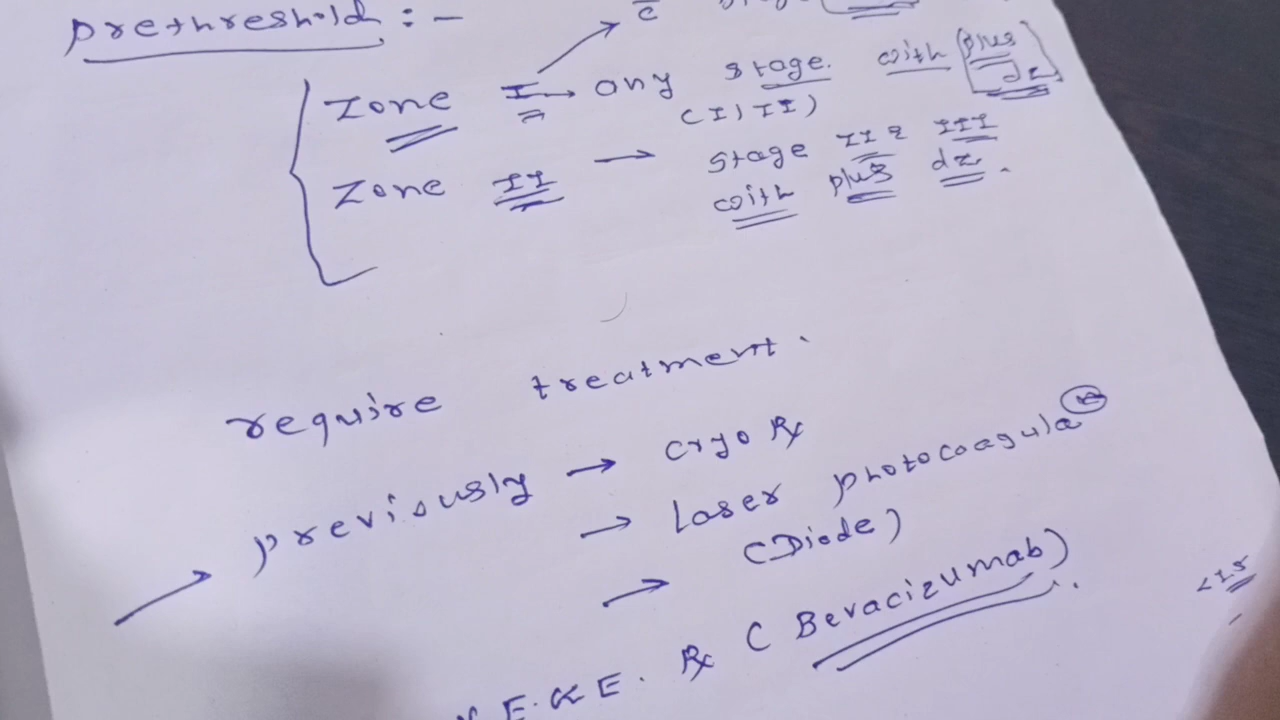 prethreshold :-
c̄
Zone I → any stage. with plus dz
(I, II)
Zone II → stage II & III
with plus dz.
require treatment.
→ previously → cryo Rx
→ Laser photocoagula
(Diode)
→
E. Rx (Bevacizumab).